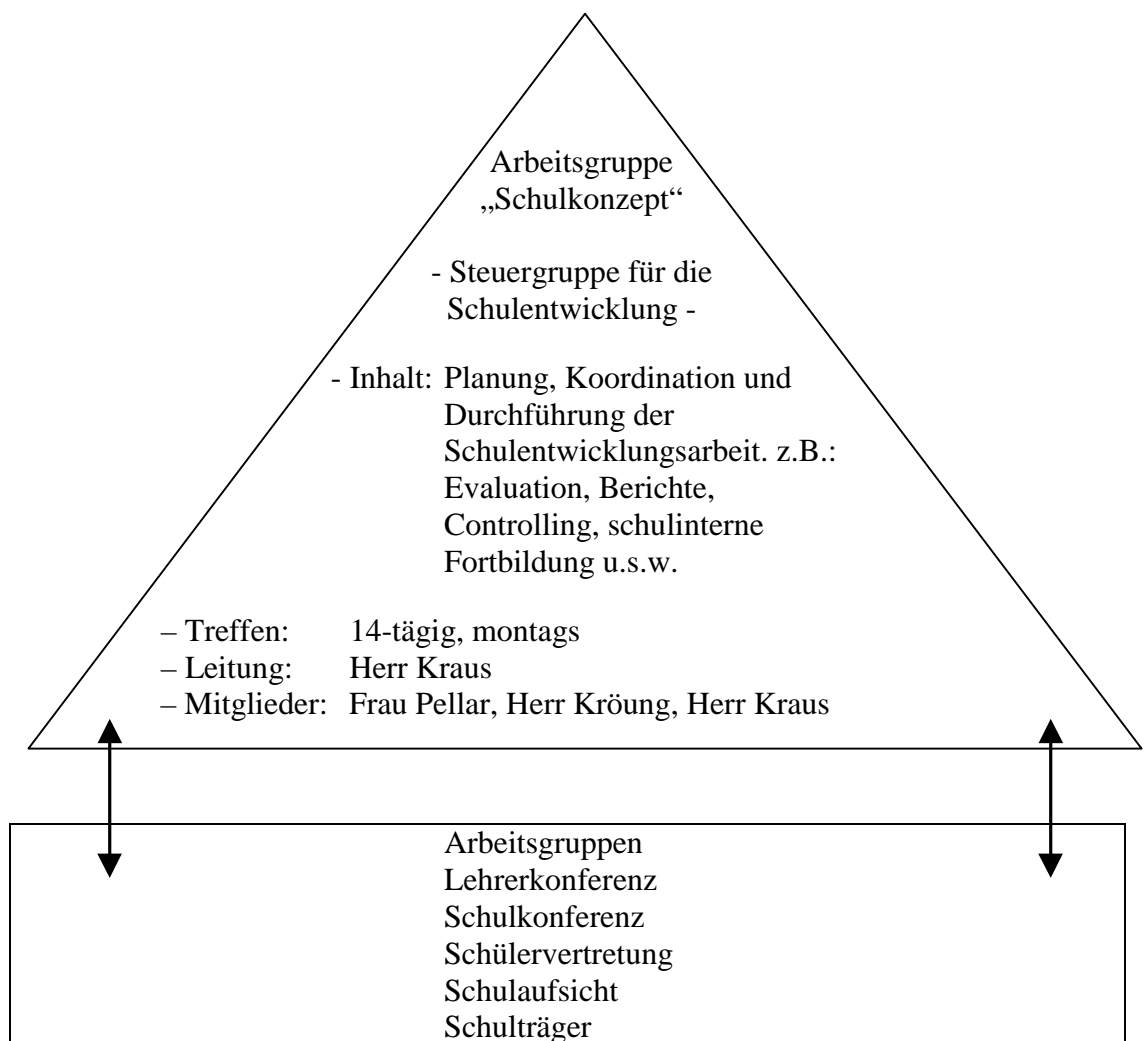 Arbeitsgruppe
„Schulkonzept“
- Steuergruppe für die
Schulentwicklung -
- Inhalt: Planung, Koordination und
Durchführung der
Schulentwicklungsarbeit. z.B.:
Evaluation, Berichte,
Controlling, schulinterne
Fortbildung u.s.w.
– Treffen: 14-tägig, montags
– Leitung: Herr Kraus
– Mitglieder: Frau Pellar, Herr Kröung, Herr Kraus
Arbeitsgruppen
Lehrerkonferenz
Schulkonferenz
Schülervertretung
Schulaufsicht
Schulträger